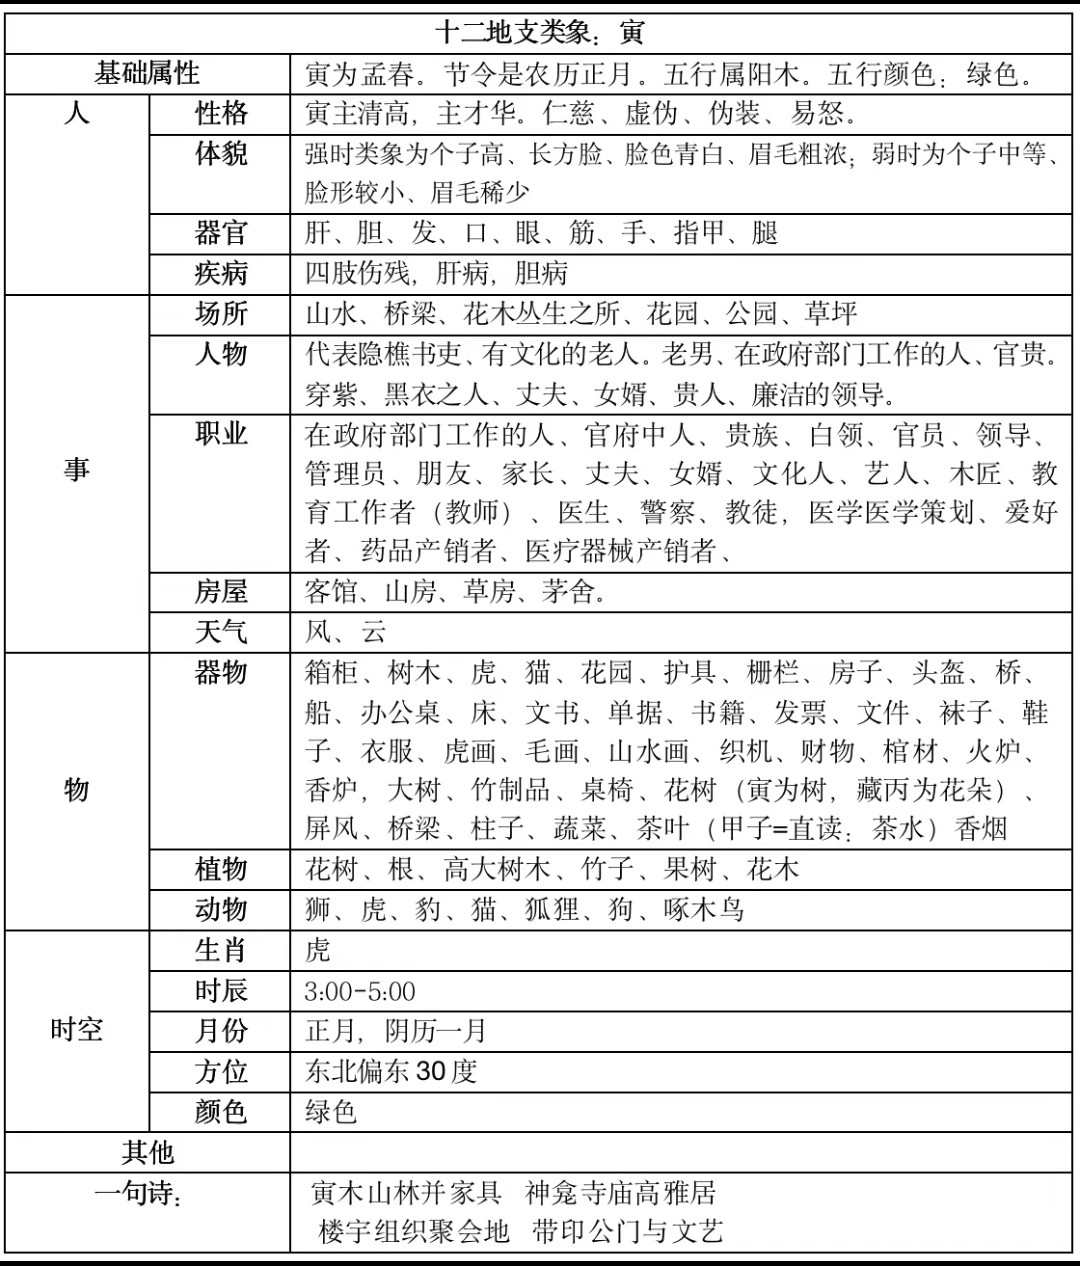 十二地支类象：寅
基础属性
寅为孟春。节令是农历正月。五行属阳木。五行颜色：绿色。
人
性格
寅主清高，主才华。仁慈、虚伪、伪装、易怒。
体貌
强时类象为个子高、长方脸、脸色青白、眉毛粗浓；弱时为个子中等、
脸形较小、眉毛稀少
器官
肝、胆、发、口、眼、筋、手、指甲、腿
疾病
四肢伤残，肝病，胆病
事
场所
山水、桥梁、花木丛生之所、花园、公园、草坪
人物
代表隐樵书吏、有文化的老人。老男、在政府部门工作的人、官贵。
穿紫、黑衣之人、丈夫、女婿、贵人、廉洁的领导。
职业
在政府部门工作的人、官府中人、贵族、白领、官员、领导、
管理员、朋友、家长、丈夫、女婿、文化人、艺人、木匠、教
育工作者（教师）、医生、警察、教徒，医学医学策划、爱好
者、药品产销者、医疗器械产销者、
房屋
客馆、山房、草房、茅舍。
天气
风、云
物
器物
箱柜、树木、虎、猫、花园、护具、栅栏、房子、头盔、桥、
船、办公桌、床、文书、单据、书籍、发票、文件、袜子、鞋
子、衣服、虎画、毛画、山水画、织机、财物、棺材、火炉、
香炉，大树、竹制品、桌椅、花树（寅为树，藏丙为花朵）、
屏风、桥梁、柱子、蔬菜、茶叶（甲子=直读：茶水）香烟
植物
花树、根、高大树木、竹子、果树、花木
动物
狮、虎、豹、猫、狐狸、狗、啄木鸟
时空
生肖
虎
时辰
3:00-5:00
月份
正月，阴历一月
方位
东北偏东 30 度
颜色
绿色
其他
一句诗：
寅木山林并家具 神龛寺庙高雅居
楼宇组织聚会地 带印公门与文艺